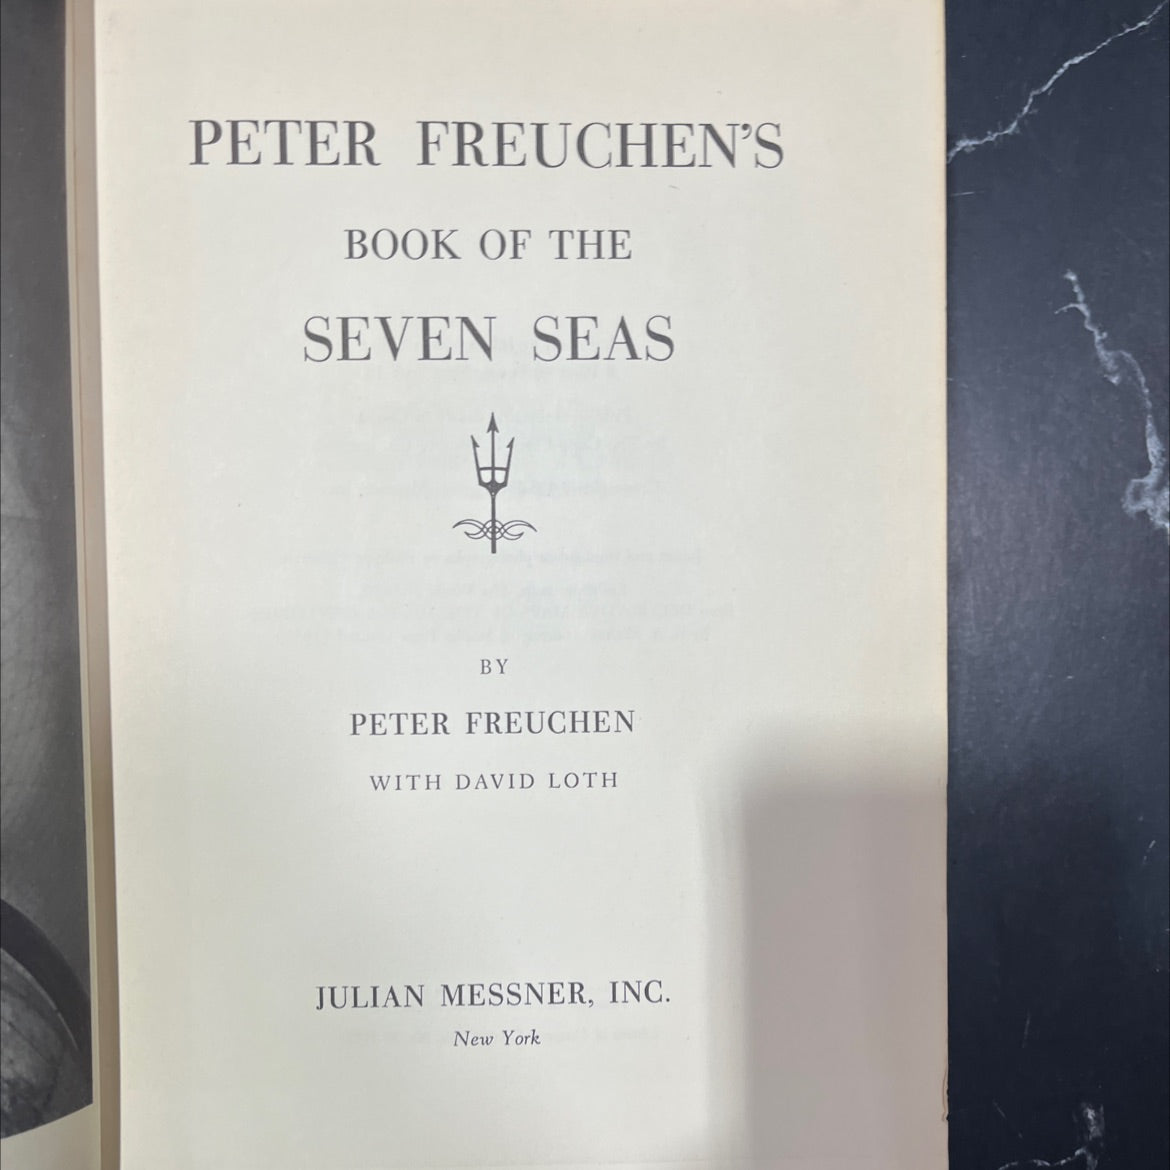 PETER FREUCHEN'S
BOOK OF THE
SEVEN SEAS
BY
PETER FREUCHEN
WITH DAVID LOTH
JULIAN MESSNER, INC.
New York